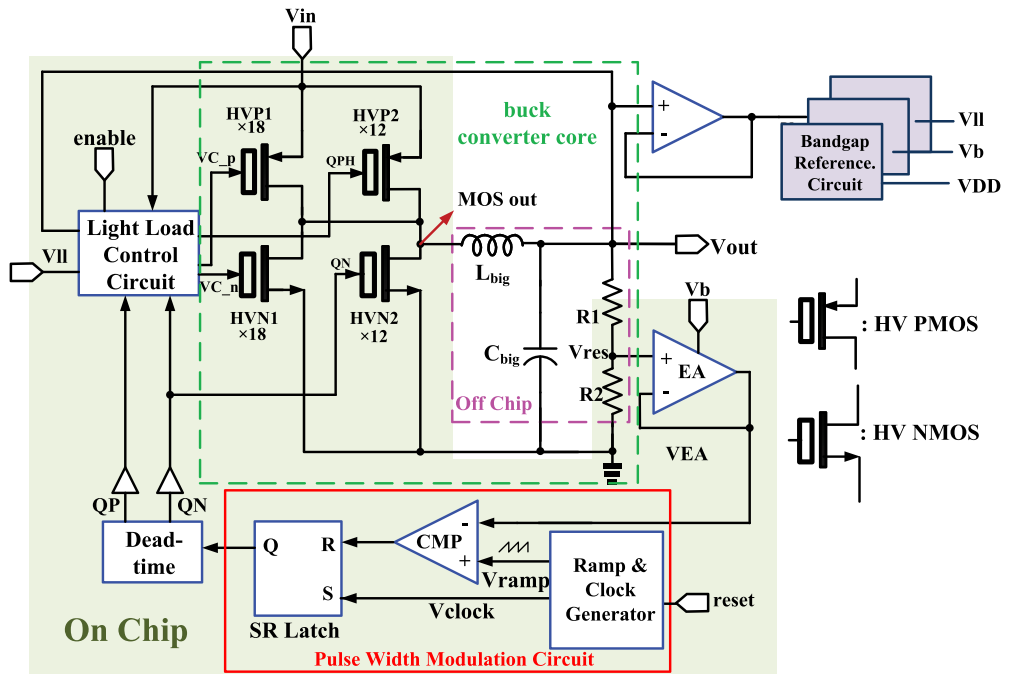 Vin
buck
converter core
HVP1
×18
HVP2
×12
enable
VC_p
QPH
+
-
Bandgap
Reference.
Circuit
Vll
Vb
VDD
MOS out
Light Load
Control
Circuit
Vll
VC_n
QN
Lbig
Vout
HVN1
×18
HVN2
×12
R1
Vb
: HV PMOS
Cbig
Vres
+
EA
-
R2
Off Chip
: HV NMOS
VEA
QP
QN
Dead-
time
Q
R
S
SR Latch
-
CMP
+
Vramp
Vclock
Ramp &
Clock
Generator
reset
On Chip
Pulse Width Modulation Circuit